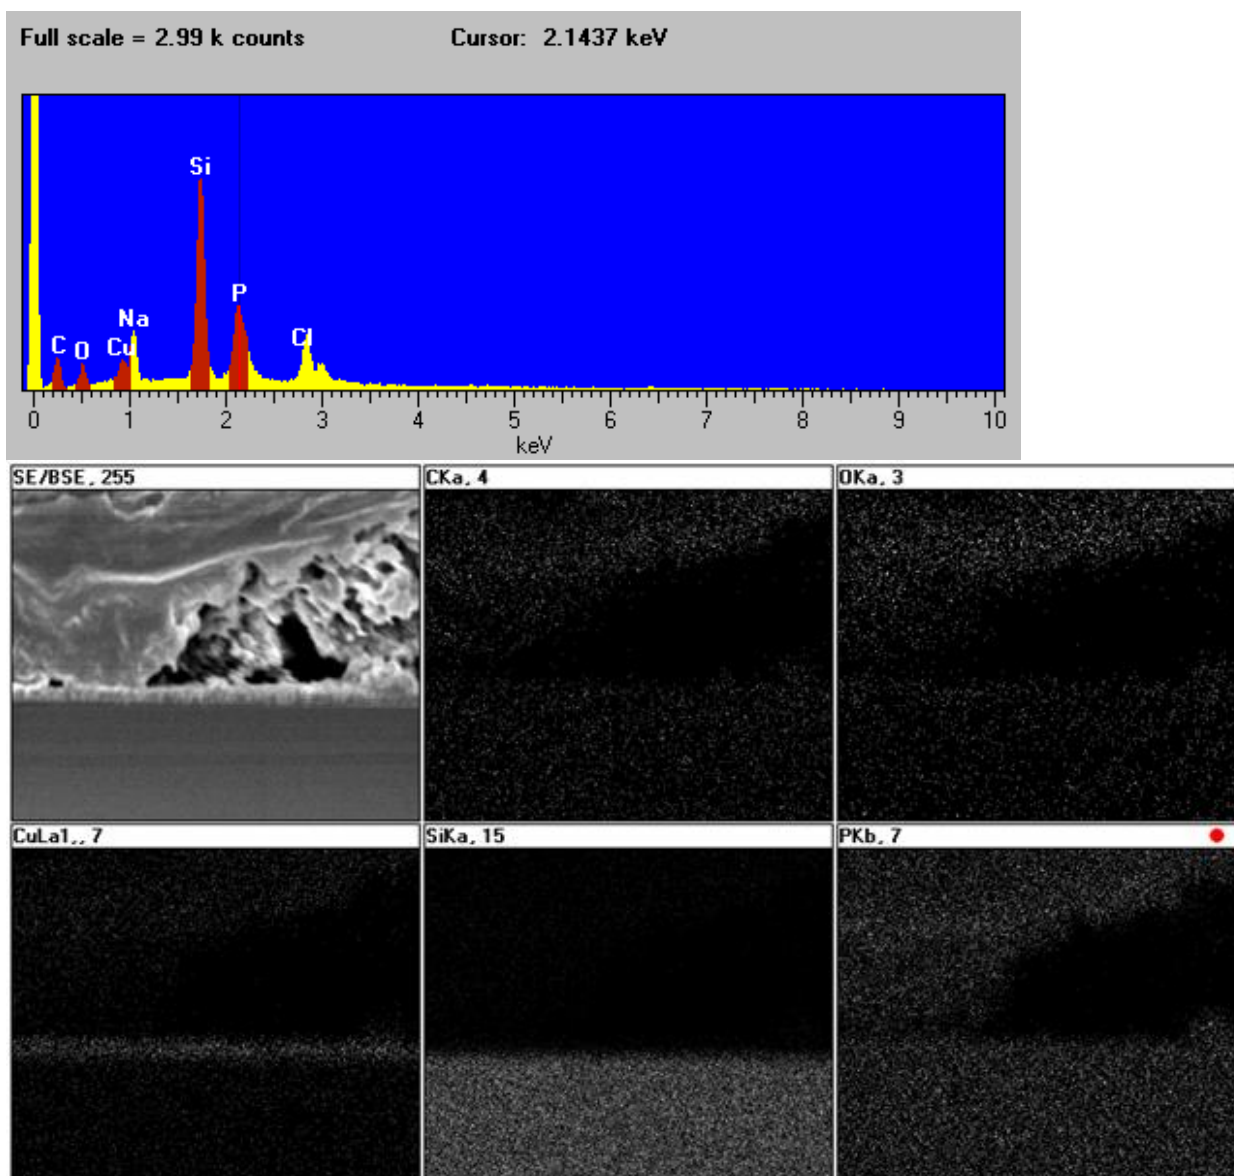 Full scale = 2.99 k counts Cursor: 2.1437 keV
Si
P
Na
Cl
C O Cu
0 1 2 3 4 5 6 7 8 9 10
keV
SE/BSE, 255 CKa, 4 OKa, 3
CuLa1,, 7 SiKa, 15 PKb, 7